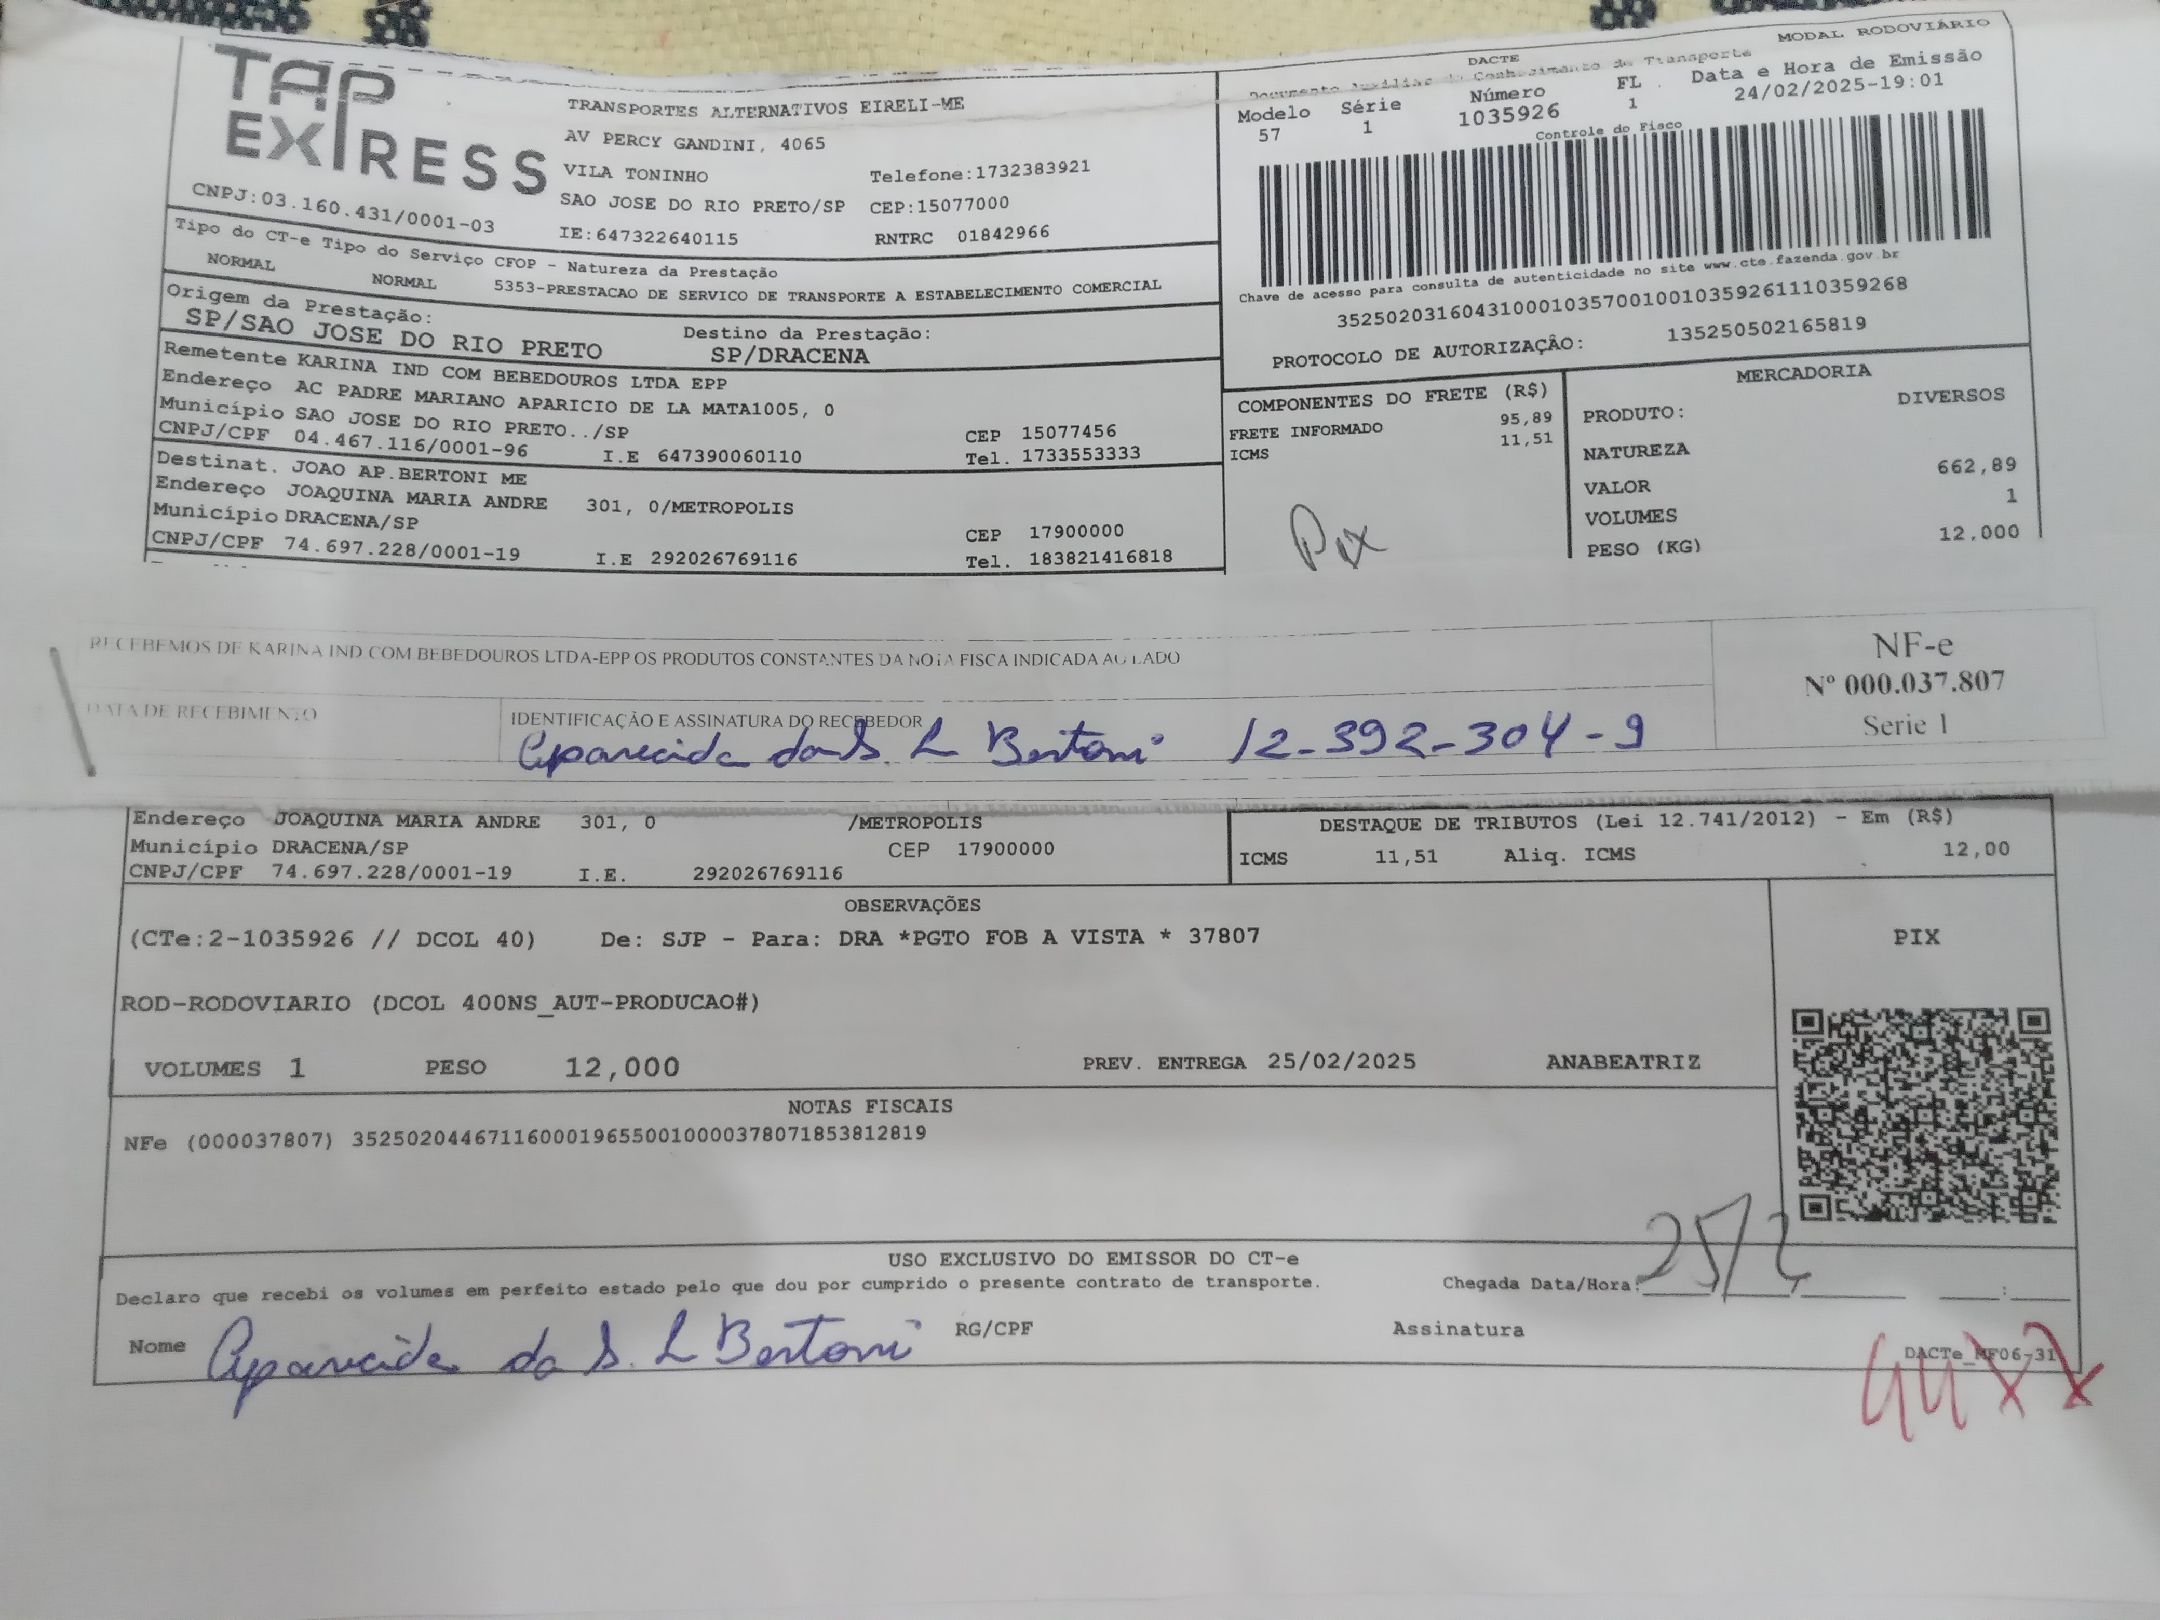 TAP EXPRESS
CNPJ:03.160.431/0001-03
TRANSPORTES ALTERNATIVOS EIRELI-ME
AV PERCY GANDINI, 4065
VILA TONINHO Telefone:1732383921
SAO JOSE DO RIO PRETO/SP CEP:15077000
IE:647322640115 RNTRC 01842966
MODAL RODOVIÁRIO
DACTE
Documento Auxiliar do Conhecimento de Transporte
Modelo Série Número FL Data e Hora de Emissão
57 1 1035926 1 24/02/2025-19:01
Controle do Fisco
Chave de acesso para consulta de autenticidade no site www.cte.fazenda.gov.br
35250203160431000103570010010359261110359268
PROTOCOLO DE AUTORIZAÇÃO: 135250502165819
Tipo do CT-e Tipo do Serviço CFOP - Natureza da Prestação
NORMAL NORMAL 5353-PRESTACAO DE SERVICO DE TRANSPORTE A ESTABELECIMENTO COMERCIAL
Origem da Prestação: Destino da Prestação:
SP/SAO JOSE DO RIO PRETO SP/DRACENA
Remetente KARINA IND COM BEBEDOUROS LTDA EPP
Endereço AC PADRE MARIANO APARICIO DE LA MATA1005, 0
Município SAO JOSE DO RIO PRETO../SP CEP 15077456
CNPJ/CPF 04.467.116/0001-96 I.E 647390060110 Tel. 1733553333
Destinat. JOAO AP.BERTONI ME
Endereço JOAQUINA MARIA ANDRE 301, 0/METROPOLIS
Município DRACENA/SP CEP 17900000
CNPJ/CPF 74.697.228/0001-19 I.E 292026769116 Tel. 183821416818
COMPONENTES DO FRETE (R$)
FRETE INFORMADO 95,89
ICMS 11,51
Pix
MERCADORIA
PRODUTO: DIVERSOS
NATUREZA
VALOR 662,89
VOLUMES 1
PESO (KG) 12,000
RECEBEMOS DE KARINA IND COM BEBEDOUROS LTDA-EPP OS PRODUTOS CONSTANTES DA NOTA FISCA INDICADA AO LADO
DATA DE RECEBIMENTO IDENTIFICAÇÃO E ASSINATURA DO RECEBEDOR
Aparecida da S. L Bertoni 12-392-304-9
NF-e
Nº 000.037.807
Serie 1
Endereço JOAQUINA MARIA ANDRE 301, 0 /METROPOLIS
Município DRACENA/SP CEP 17900000
CNPJ/CPF 74.697.228/0001-19 I.E. 292026769116
DESTAQUE DE TRIBUTOS (Lei 12.741/2012) - Em (R$)
ICMS 11,51 Aliq. ICMS 12,00
OBSERVAÇÕES
(CTe:2-1035926 // DCOL 40) De: SJP - Para: DRA *PGTO FOB A VISTA * 37807
ROD-RODOVIARIO (DCOL 400NS_AUT-PRODUCAO#)
VOLUMES 1 PESO 12,000 PREV. ENTREGA 25/02/2025 ANABEATRIZ
PIX
NOTAS FISCAIS
NFe (000037807) 35250204467116000196550010000378071853812819
USO EXCLUSIVO DO EMISSOR DO CT-e
Declaro que recebi os volumes em perfeito estado pelo que dou por cumprido o presente contrato de transporte. Chegada Data/Hora: 25/2
Nome Aparecida da S. L Bertoni RG/CPF Assinatura
DACTe_MF06-31